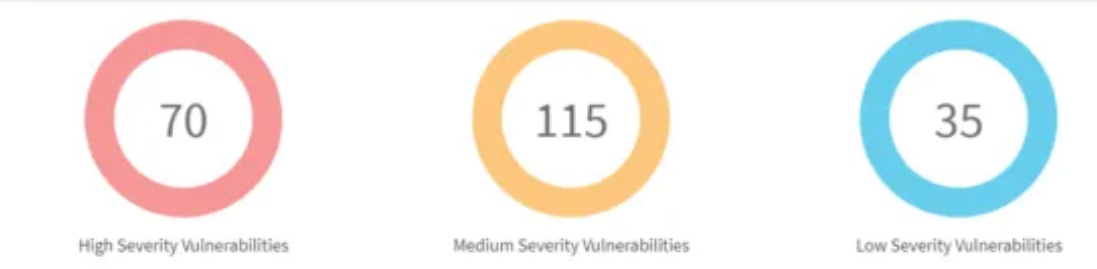 70
115
35
High Severity Vulnerabilities
Medium Severity Vulnerabilities
Low Severity Vulnerabilities